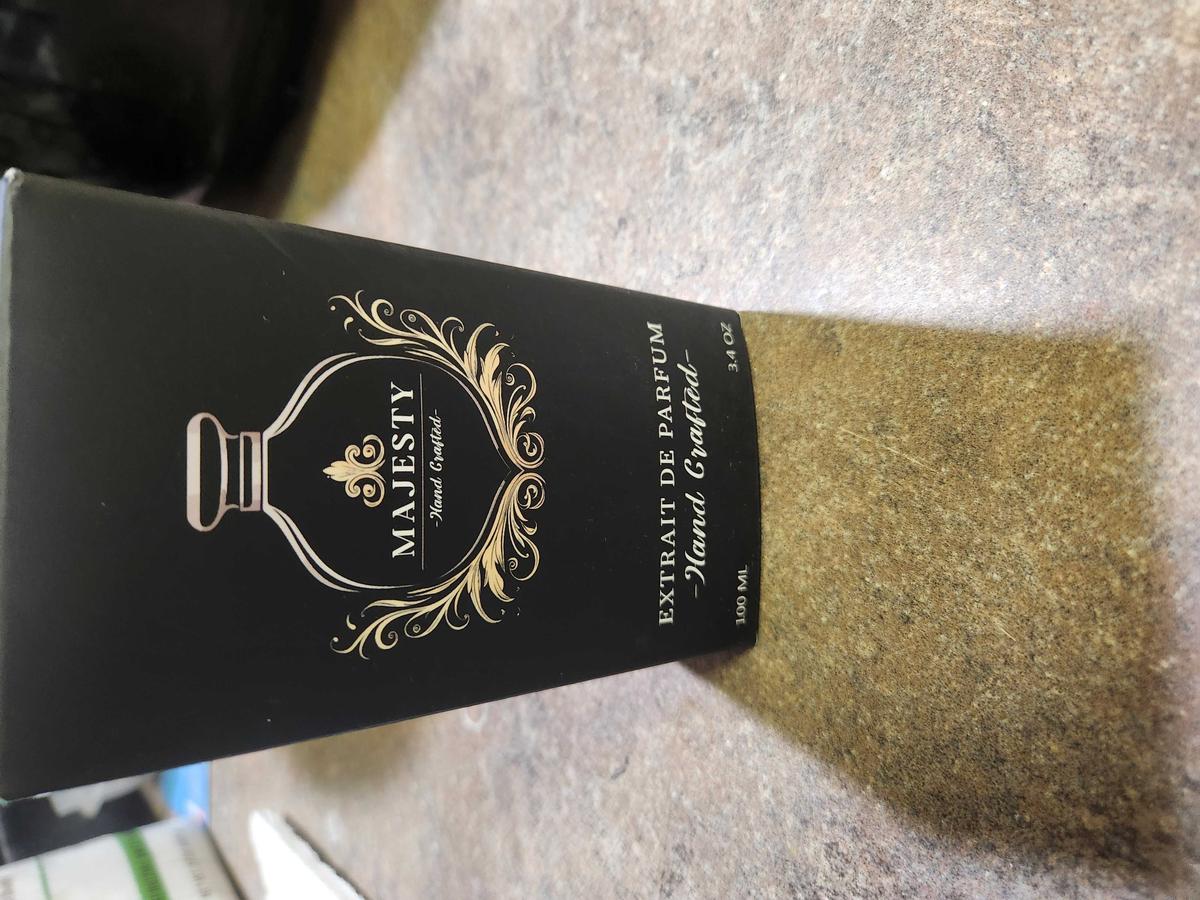 MAJESTY
-Hand Crafted-
EXTRAIT DE PARFUM
-Hand Crafted-
100 ML
3.4 OZ